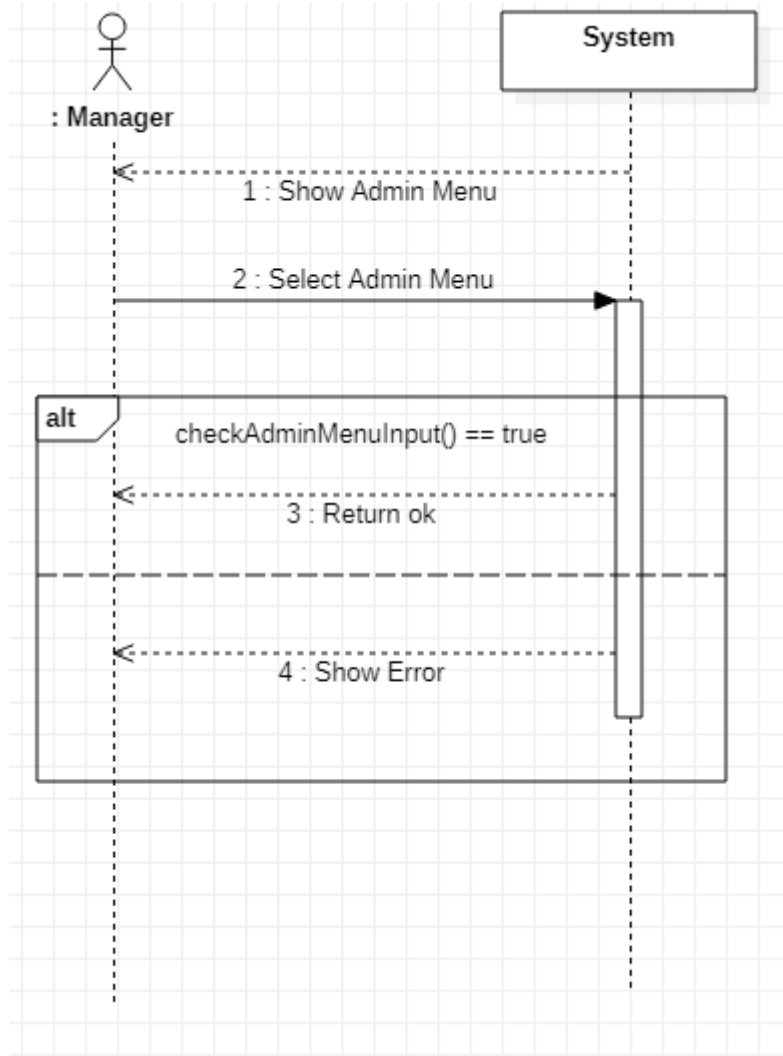 System
: Manager
1 : Show Admin Menu
2 : Select Admin Menu
alt
checkAdminMenuInput() == true
3 : Return ok
4 : Show Error